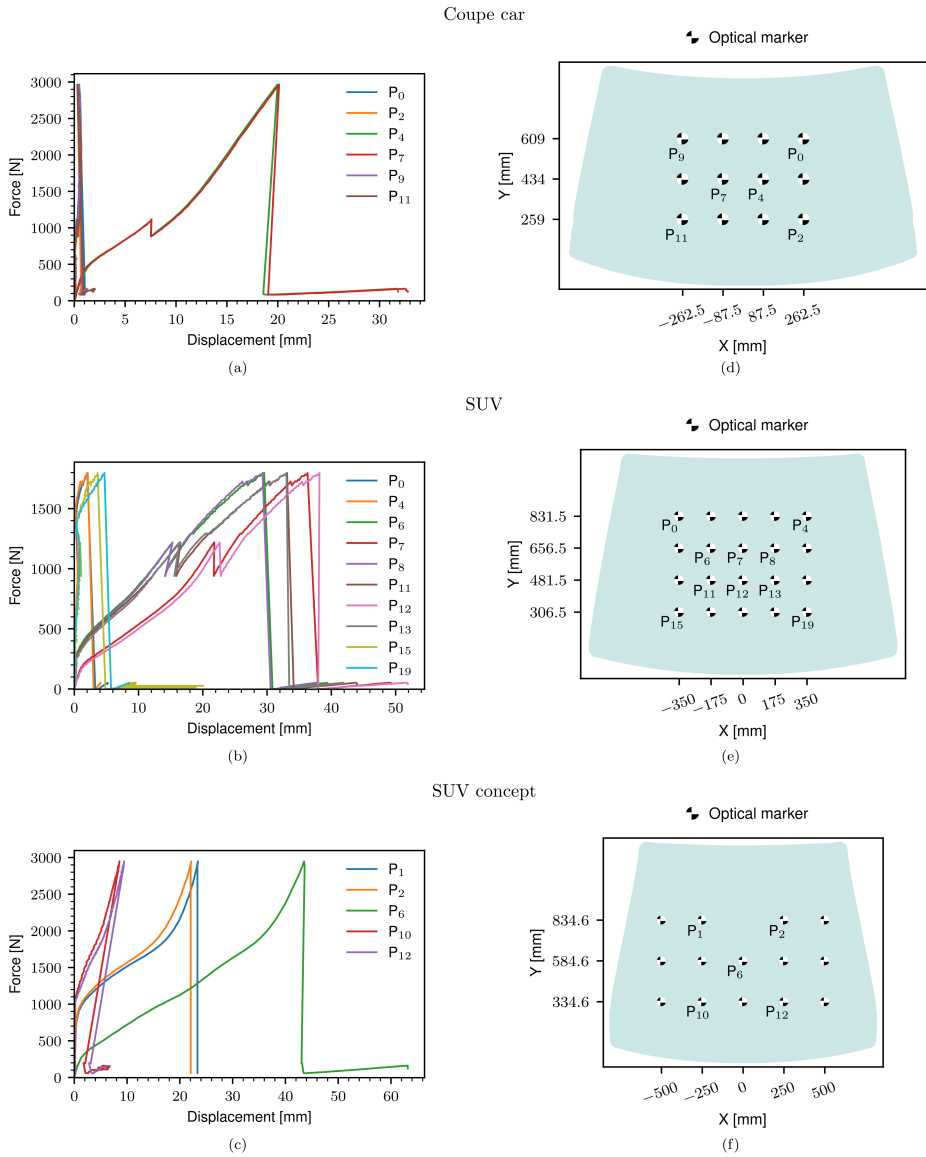 Coupe car
Optical marker
3000
2500
2000
1500
1000
500
0
Force [N]
0 5 10 15 20 25 30
Displacement [mm]
P0
P2
P4
P7
P9
P11
(a)
609
434
259
Y [mm]
P9 P0
P7 P4
P11 P2
−262.5 −87.5 87.5 262.5
X [mm]
(d)
SUV
Optical marker
1500
1000
500
0
Force [N]
0 10 20 30 40 50
Displacement [mm]
P0
P4
P6
P7
P8
P11
P12
P13
P15
P19
(b)
831.5
656.5
481.5
306.5
Y [mm]
P0 P4
P6 P7 P8
P11 P12 P13
P15 P19
−350 −175 0 175 350
X [mm]
(e)
SUV concept
Optical marker
3000
2500
2000
1500
1000
500
0
Force [N]
0 10 20 30 40 50 60
Displacement [mm]
P1
P2
P6
P10
P12
(c)
834.6
584.6
334.6
Y [mm]
P1 P2
P6
P10 P12
−500 −250 0 250 500
X [mm]
(f)